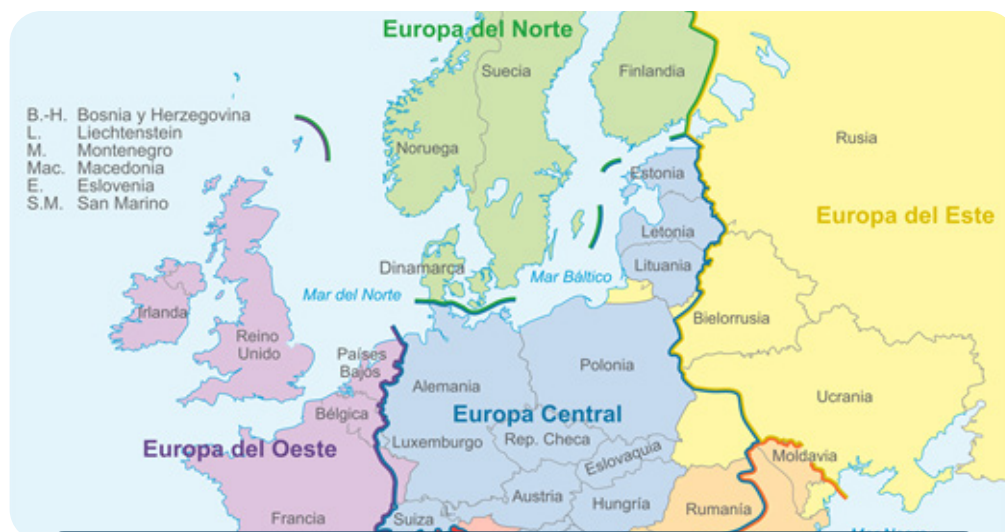 Europa del Norte
Suecia
Finlandia
B.-H. Bosnia y Herzegovina
L. Liechtenstein
M. Montenegro
Mac. Macedonia
E. Eslovenia
S.M. San Marino
Noruega
Rusia
Estonia
Europa del Este
Letonia
Lituania
Dinamarca
Mar Báltico
Mar del Norte
Irlanda
Bielorrusia
Reino
Unido
Países
Bajos
Alemania
Polonia
Ucrania
Bélgica
Europa Central
Europa del Oeste
Luxemburgo
Rep. Checa
Eslovaquia
Moldavia
Austria
Hungría
Rumanía
Francia
Suiza